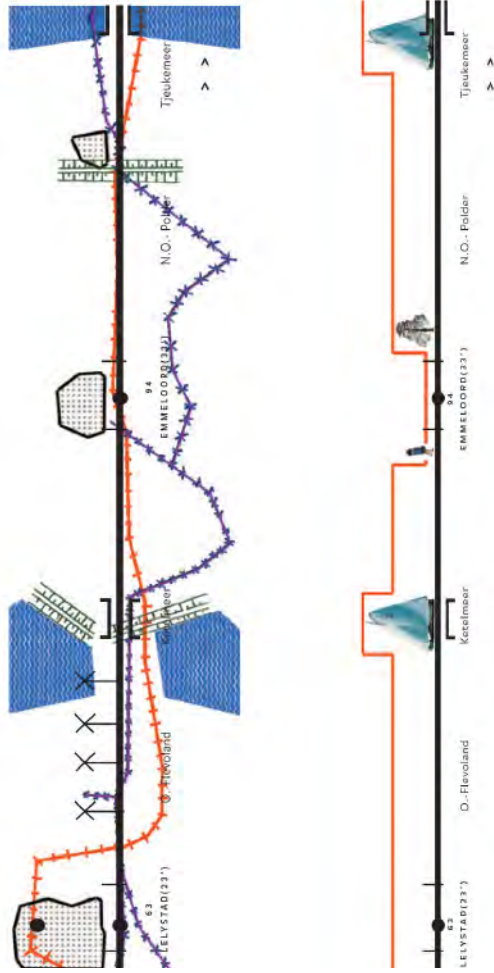 Tjeukemeer
> >
N.O.- Polder
94
EMMELOORD(33')
Ketelmeer
O.-Flevoland
63
LELYSTAD(23')
Tjeukemeer
> >
N.O.- Polder
94
EMMELOORD(33')
Ketelmeer
O.-Flevoland
63
LELYSTAD(23')